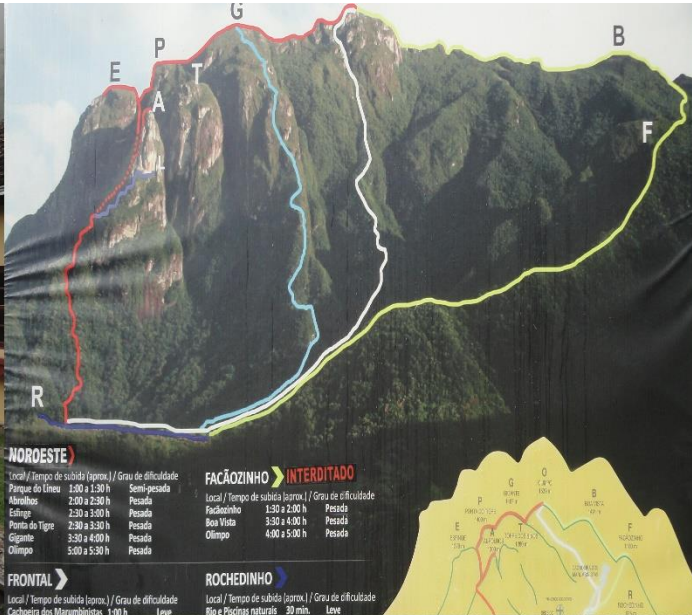 G
B
P
T
E
A
F
L
R
NOROESTE
Local / Tempo de subida (aprox.) / Grau de dificuldade
Parque do Lineu 1:00 a 1:30 h Semi-pesada
Abrolhos 2:00 a 2:30 h Pesada
Esfinge 2:30 a 3:00 h Pesada
Ponta do Tigre 2:30 a 3:30 h Pesada
Gigante 3:30 a 4:00 h Pesada
Olimpo 5:00 a 5:30 h Pesada
FACÃOZINHO INTERDITADO
Local / Tempo de subida (aprox.) / Grau de dificuldade
Facãozinho 1:30 a 2:00 h Pesada
Boa Vista 3:30 a 4:00 h Pesada
Olimpo 4:00 a 5:00 h Pesada
FRONTAL
Local / Tempo de subida (aprox.) / Grau de dificuldade
Cachoeira dos Marumbinistas 1:00 h Leve
ROCHEDINHO
Local / Tempo de subida (aprox.) / Grau de dificuldade
Rio e Piscinas naturais 30 min. Leve
O
G
GIGANTE
P
B
E
ESFINGE
A
T
F
R